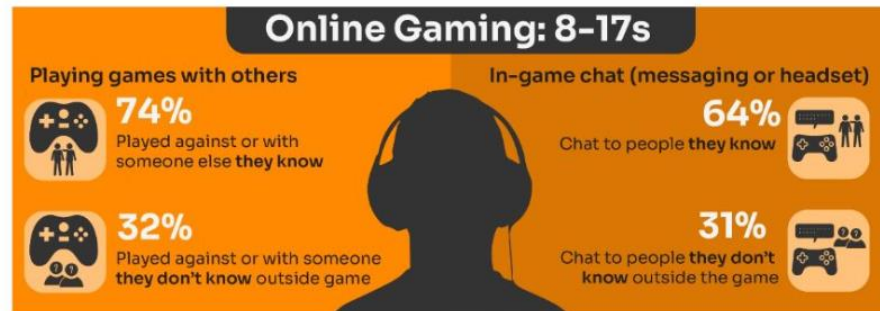 Online Gaming: 8-17s
Playing games with others
74%
Played against or with
someone else they know
32%
Played against or with someone
they don't know outside game
In-game chat (messaging or headset)
64%
Chat to people they know
31%
Chat to people they don't
know outside the game